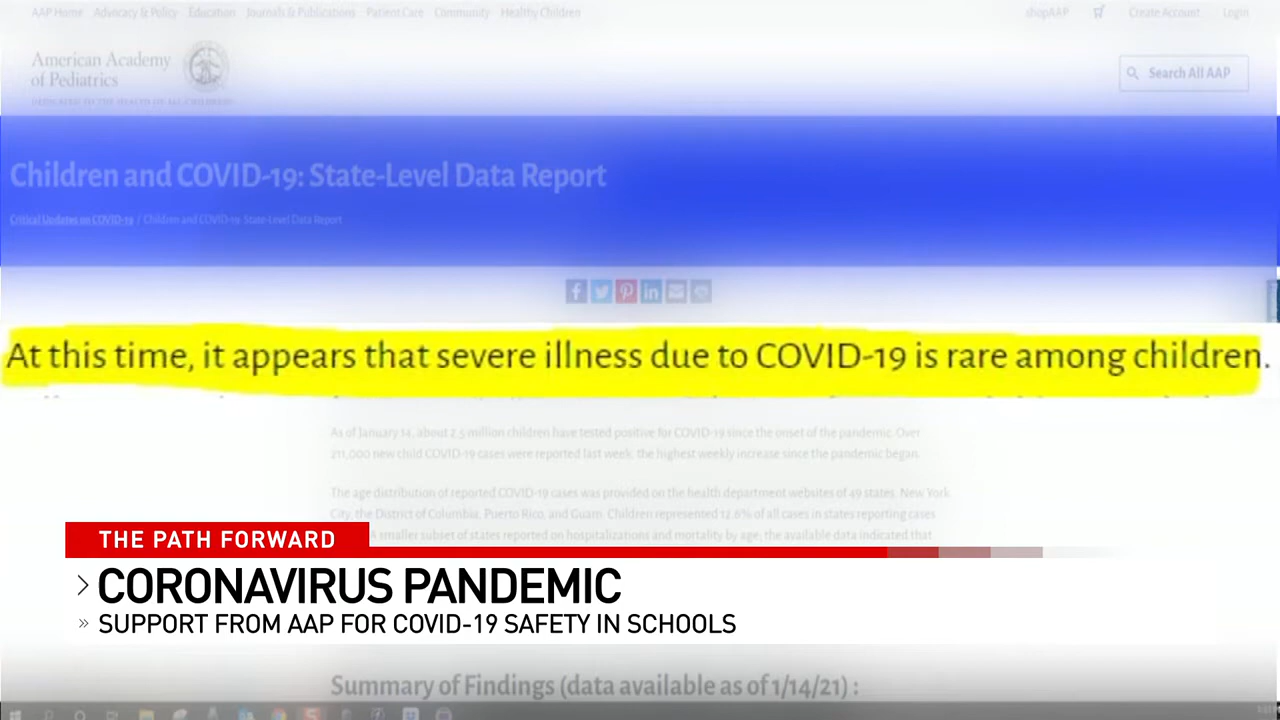 AAP Home Advocacy & Policy Education Journals & Publications Patient Care Community Healthy Children shopAAP Create Account Login
American Academy
of Pediatrics
DEDICATED TO THE HEALTH OF ALL CHILDREN
Search All AAP
Children and COVID-19: State-Level Data Report
Critical Updates on COVID-19 / Children and COVID-19: State-Level Data Report
At this time, it appears that severe illness due to COVID-19 is rare among children.
As of January 14, about 2.5 million children have tested positive for COVID-19 since the onset of the pandemic. Over
211,000 new child COVID-19 cases were reported last week, the highest weekly increase since the pandemic began.
The age distribution of reported COVID-19 cases was provided on the health department websites of 49 states, New York
City, the District of Columbia, Puerto Rico, and Guam. Children represented 12.6% of all cases in states reporting cases
smaller subset of states reported on hospitalizations and mortality by age; the available data indicated that
THE PATH FORWARD
CORONAVIRUS PANDEMIC
SUPPORT FROM AAP FOR COVID-19 SAFETY IN SCHOOLS
Summary of Findings (data available as of 1/14/21) :